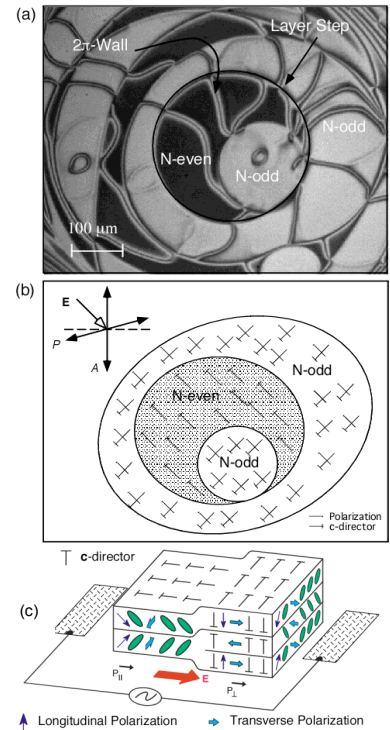 (a)
2π-Wall
Layer Step
N-odd
N-even
N-odd
100 μm
(b)
E
P
A
N-odd
N-even
N-odd
Polarization
c-director
c-director
(c)
P||
E
P⊥
Longitudinal Polarization
Transverse Polarization